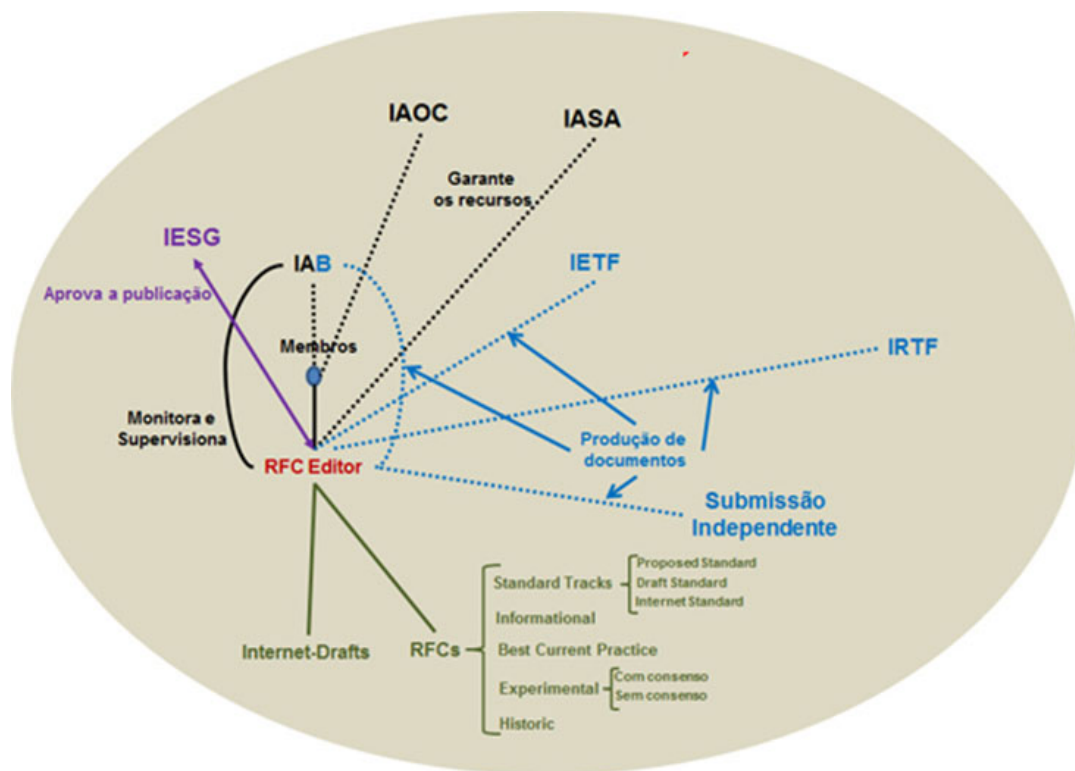 IAOC
IASA
Garante
os recursos
IESG
IAB
IETF
Aprova a publicação
Membros
IRTF
Monitora e
Supervisiona
Produção de
documentos
RFC Editor
Submissão
Independente
Standard Tracks
Proposed Standard
Draft Standard
Internet Standard
Informational
Internet-Drafts
RFCs
Best Current Practice
Experimental
Com consenso
Sem consenso
Historic